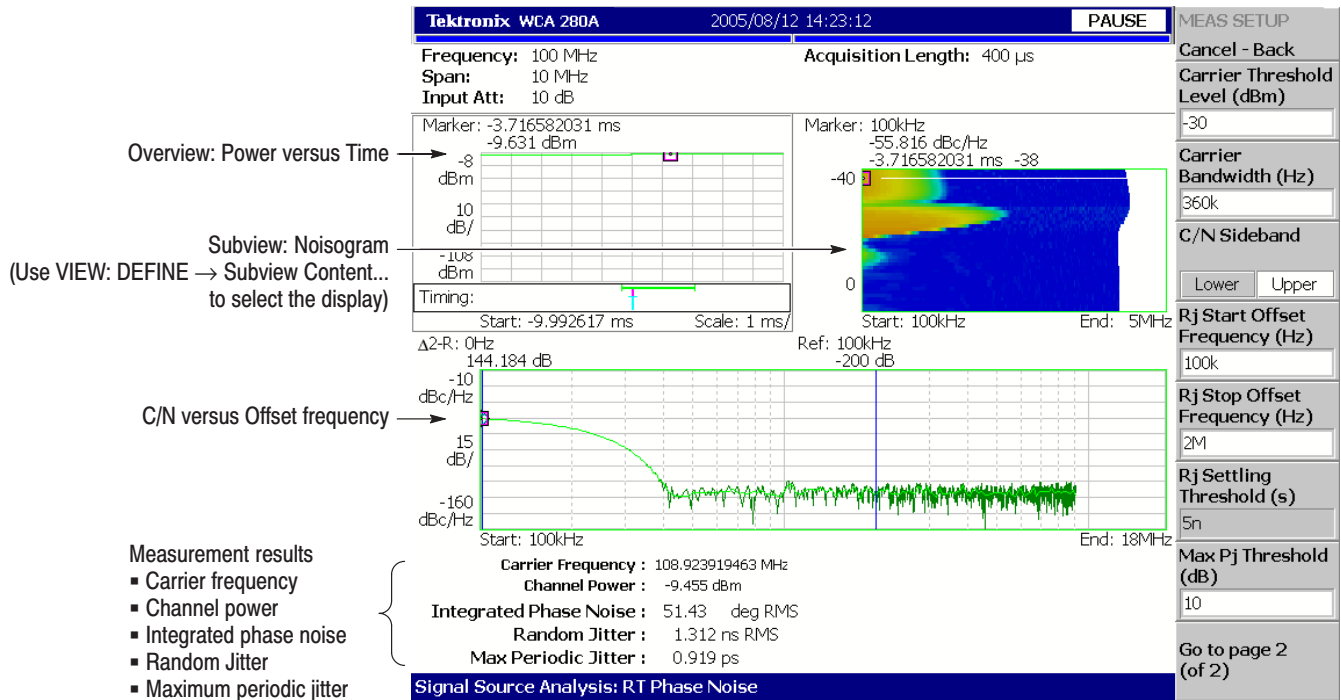 Tektronix WCA 280A 2005/08/12 14:23:12 PAUSE
Frequency: 100 MHz Acquisition Length: 400 µs
Span: 10 MHz
Input Att: 10 dB
Marker: -3.716582031 ms
-9.631 dBm
-8
dBm
10
dB/
-108
dBm
Timing:
Start: -9.992617 ms Scale: 1 ms/
Marker: 100kHz
-55.816 dBc/Hz
-3.716582031 ms -38
-40
0
Start: 100kHz End: 5MHz
Δ2-R: 0Hz Ref: 100kHz
144.184 dB -200 dB
-10
dBc/Hz
15
dB/
-160
dBc/Hz
Start: 100kHz End: 18MHz
Carrier Frequency : 108.923919463 MHz
Channel Power : -9.455 dBm
Integrated Phase Noise : 51.43 deg RMS
Random Jitter : 1.312 ns RMS
Max Periodic Jitter : 0.919 ps
Signal Source Analysis: RT Phase Noise
Overview: Power versus Time
Subview: Noisogram
(Use VIEW: DEFINE → Subview Content...
to select the display)
C/N versus Offset frequency
Measurement results
▪ Carrier frequency
▪ Channel power
▪ Integrated phase noise
▪ Random Jitter
▪ Maximum periodic jitter
MEAS SETUP
Cancel - Back
Carrier Threshold
Level (dBm)
-30
Carrier
Bandwidth (Hz)
360k
C/N Sideband
Lower Upper
Rj Start Offset
Frequency (Hz)
100k
Rj Stop Offset
Frequency (Hz)
2M
Rj Settling
Threshold (s)
5n
Max Pj Threshold
(dB)
10
Go to page 2
(of 2)